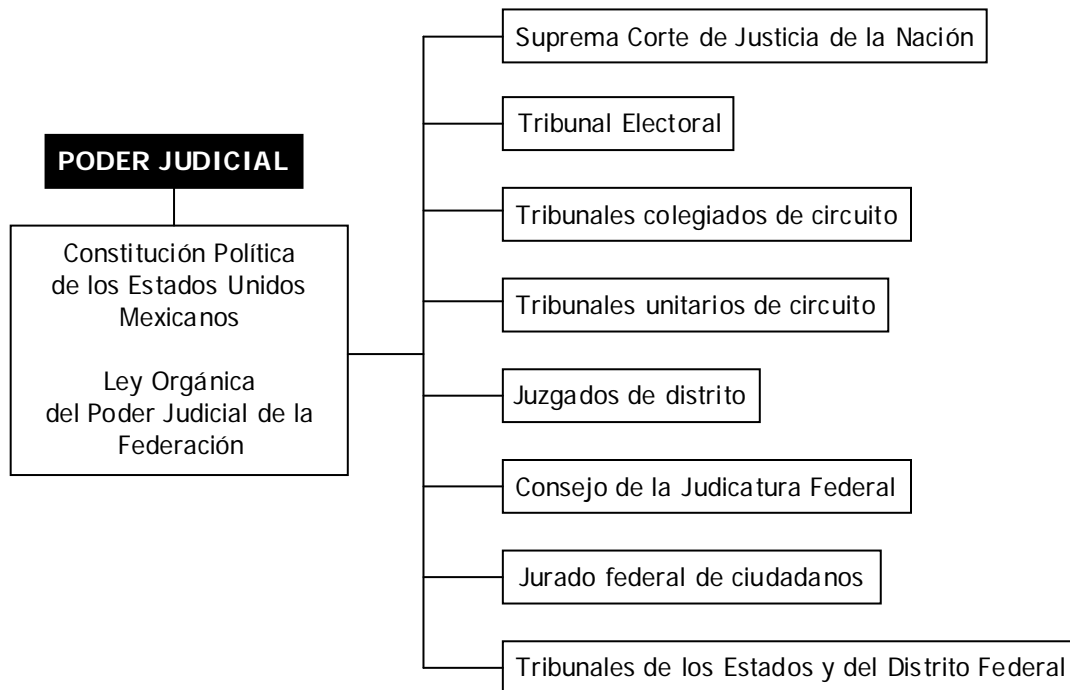 PODER JUDICIAL
Constitución Política
de los Estados Unidos
Mexicanos
Ley Orgánica
del Poder Judicial de la
Federación
Suprema Corte de Justicia de la Nación
Tribunal Electoral
Tribunales colegiados de circuito
Tribunales unitarios de circuito
Juzgados de distrito
Consejo de la Judicatura Federal
Jurado federal de ciudadanos
Tribunales de los Estados y del Distrito Federal